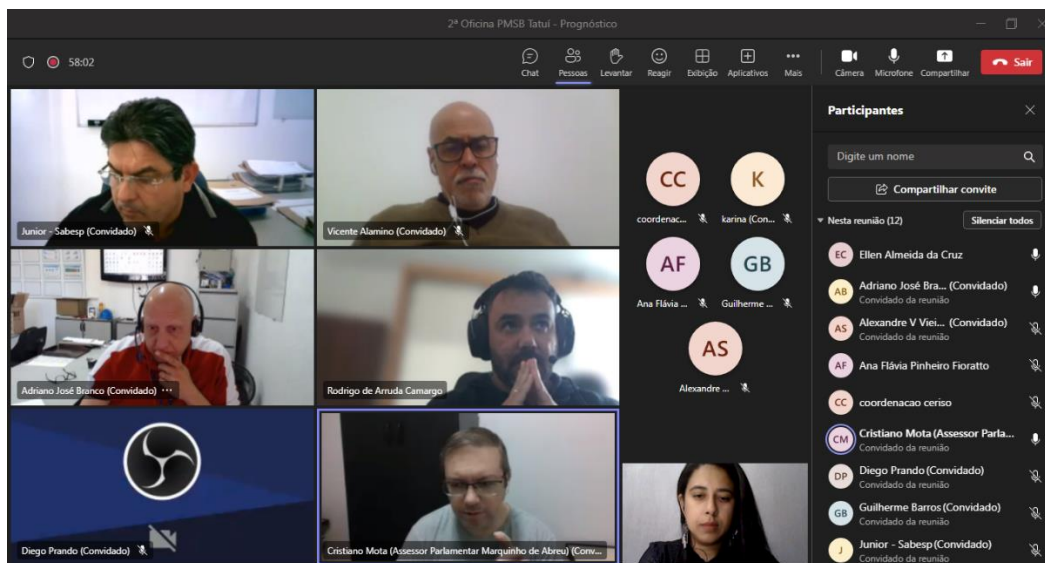 2ª Oficina PMSB Tatuí - Prognóstico
58:02
Chat
Pessoas
Levantar
Reagir
Exibição
Aplicativos
Mais
Câmera
Microfone
Compartilhar
Sair
Junior - Sabesp (Convidado)
Vicente Alamino (Convidado)
Adriano José Branco (Convidado) ...
Rodrigo de Arruda Camargo
Diego Prando (Convidado)
Cristiano Mota (Assessor Parlamentar Marquinho de Abreu) (Conv...
CC
coordenac...
K
karina (Con...
AF
Ana Flávia ...
GB
Guilherme ...
AS
Alexandre ...
Participantes
Digite um nome
Compartilhar convite
Nesta reunião (12)
Silenciar todos
EC
Ellen Almeida da Cruz
AB
Adriano José Bra... (Convidado)
Convidado da reunião
AS
Alexandre V Viei... (Convidado)
Convidado da reunião
AF
Ana Flávia Pinheiro Fioratto
CC
coordenacao ceriso
CM
Cristiano Mota (Assessor Parla...
Convidado da reunião
DP
Diego Prando (Convidado)
Convidado da reunião
GB
Guilherme Barros (Convidado)
Convidado da reunião
J
Junior - Sabesp (Convidado)
Convidado da reunião